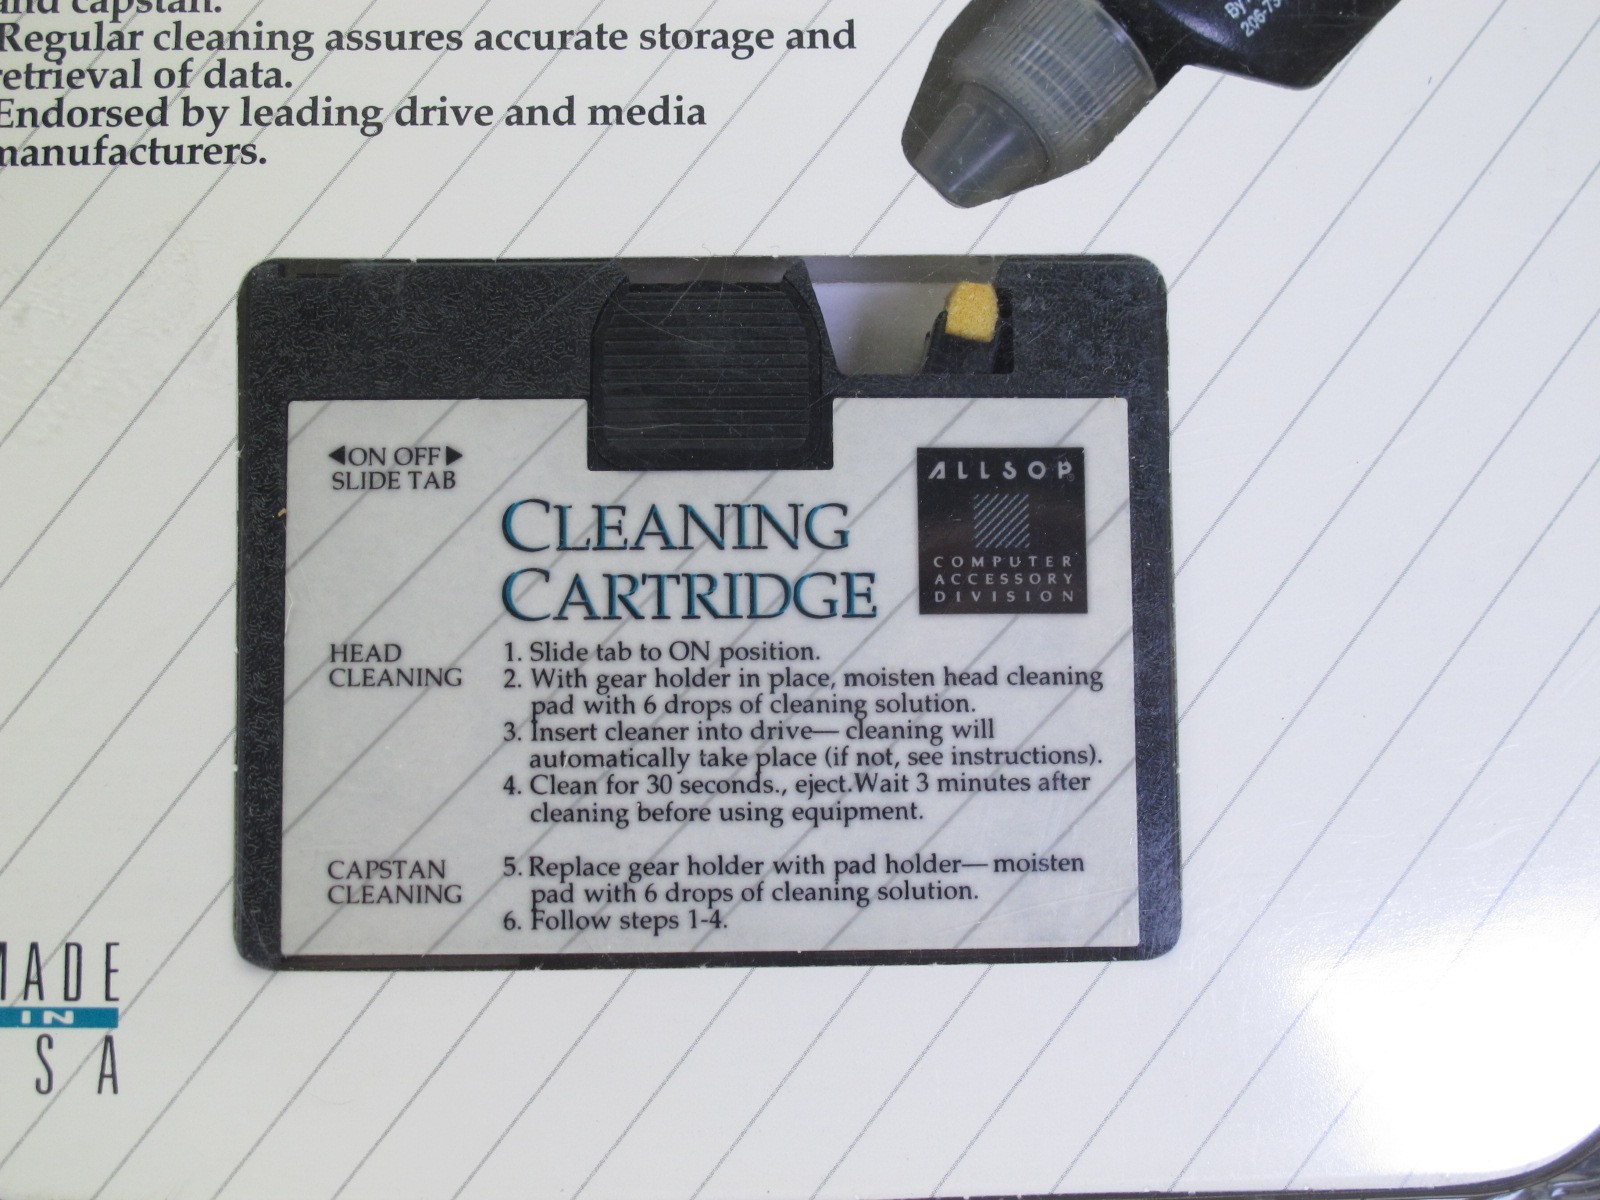 and capstan.
Regular cleaning assures accurate storage and
retrieval of data.
Endorsed by leading drive and media
manufacturers.
By
◀ON OFF▶
SLIDE TAB
CLEANING
CARTRIDGE
ALLSOP®
COMPUTER
ACCESSORY
DIVISION
HEAD
CLEANING
1. Slide tab to ON position.
2. With gear holder in place, moisten head cleaning
pad with 6 drops of cleaning solution.
3. Insert cleaner into drive— cleaning will
automatically take place (if not, see instructions).
4. Clean for 30 seconds., eject.Wait 3 minutes after
cleaning before using equipment.
CAPSTAN
CLEANING
5. Replace gear holder with pad holder— moisten
pad with 6 drops of cleaning solution.
6. Follow steps 1-4.
MADE
IN
S A